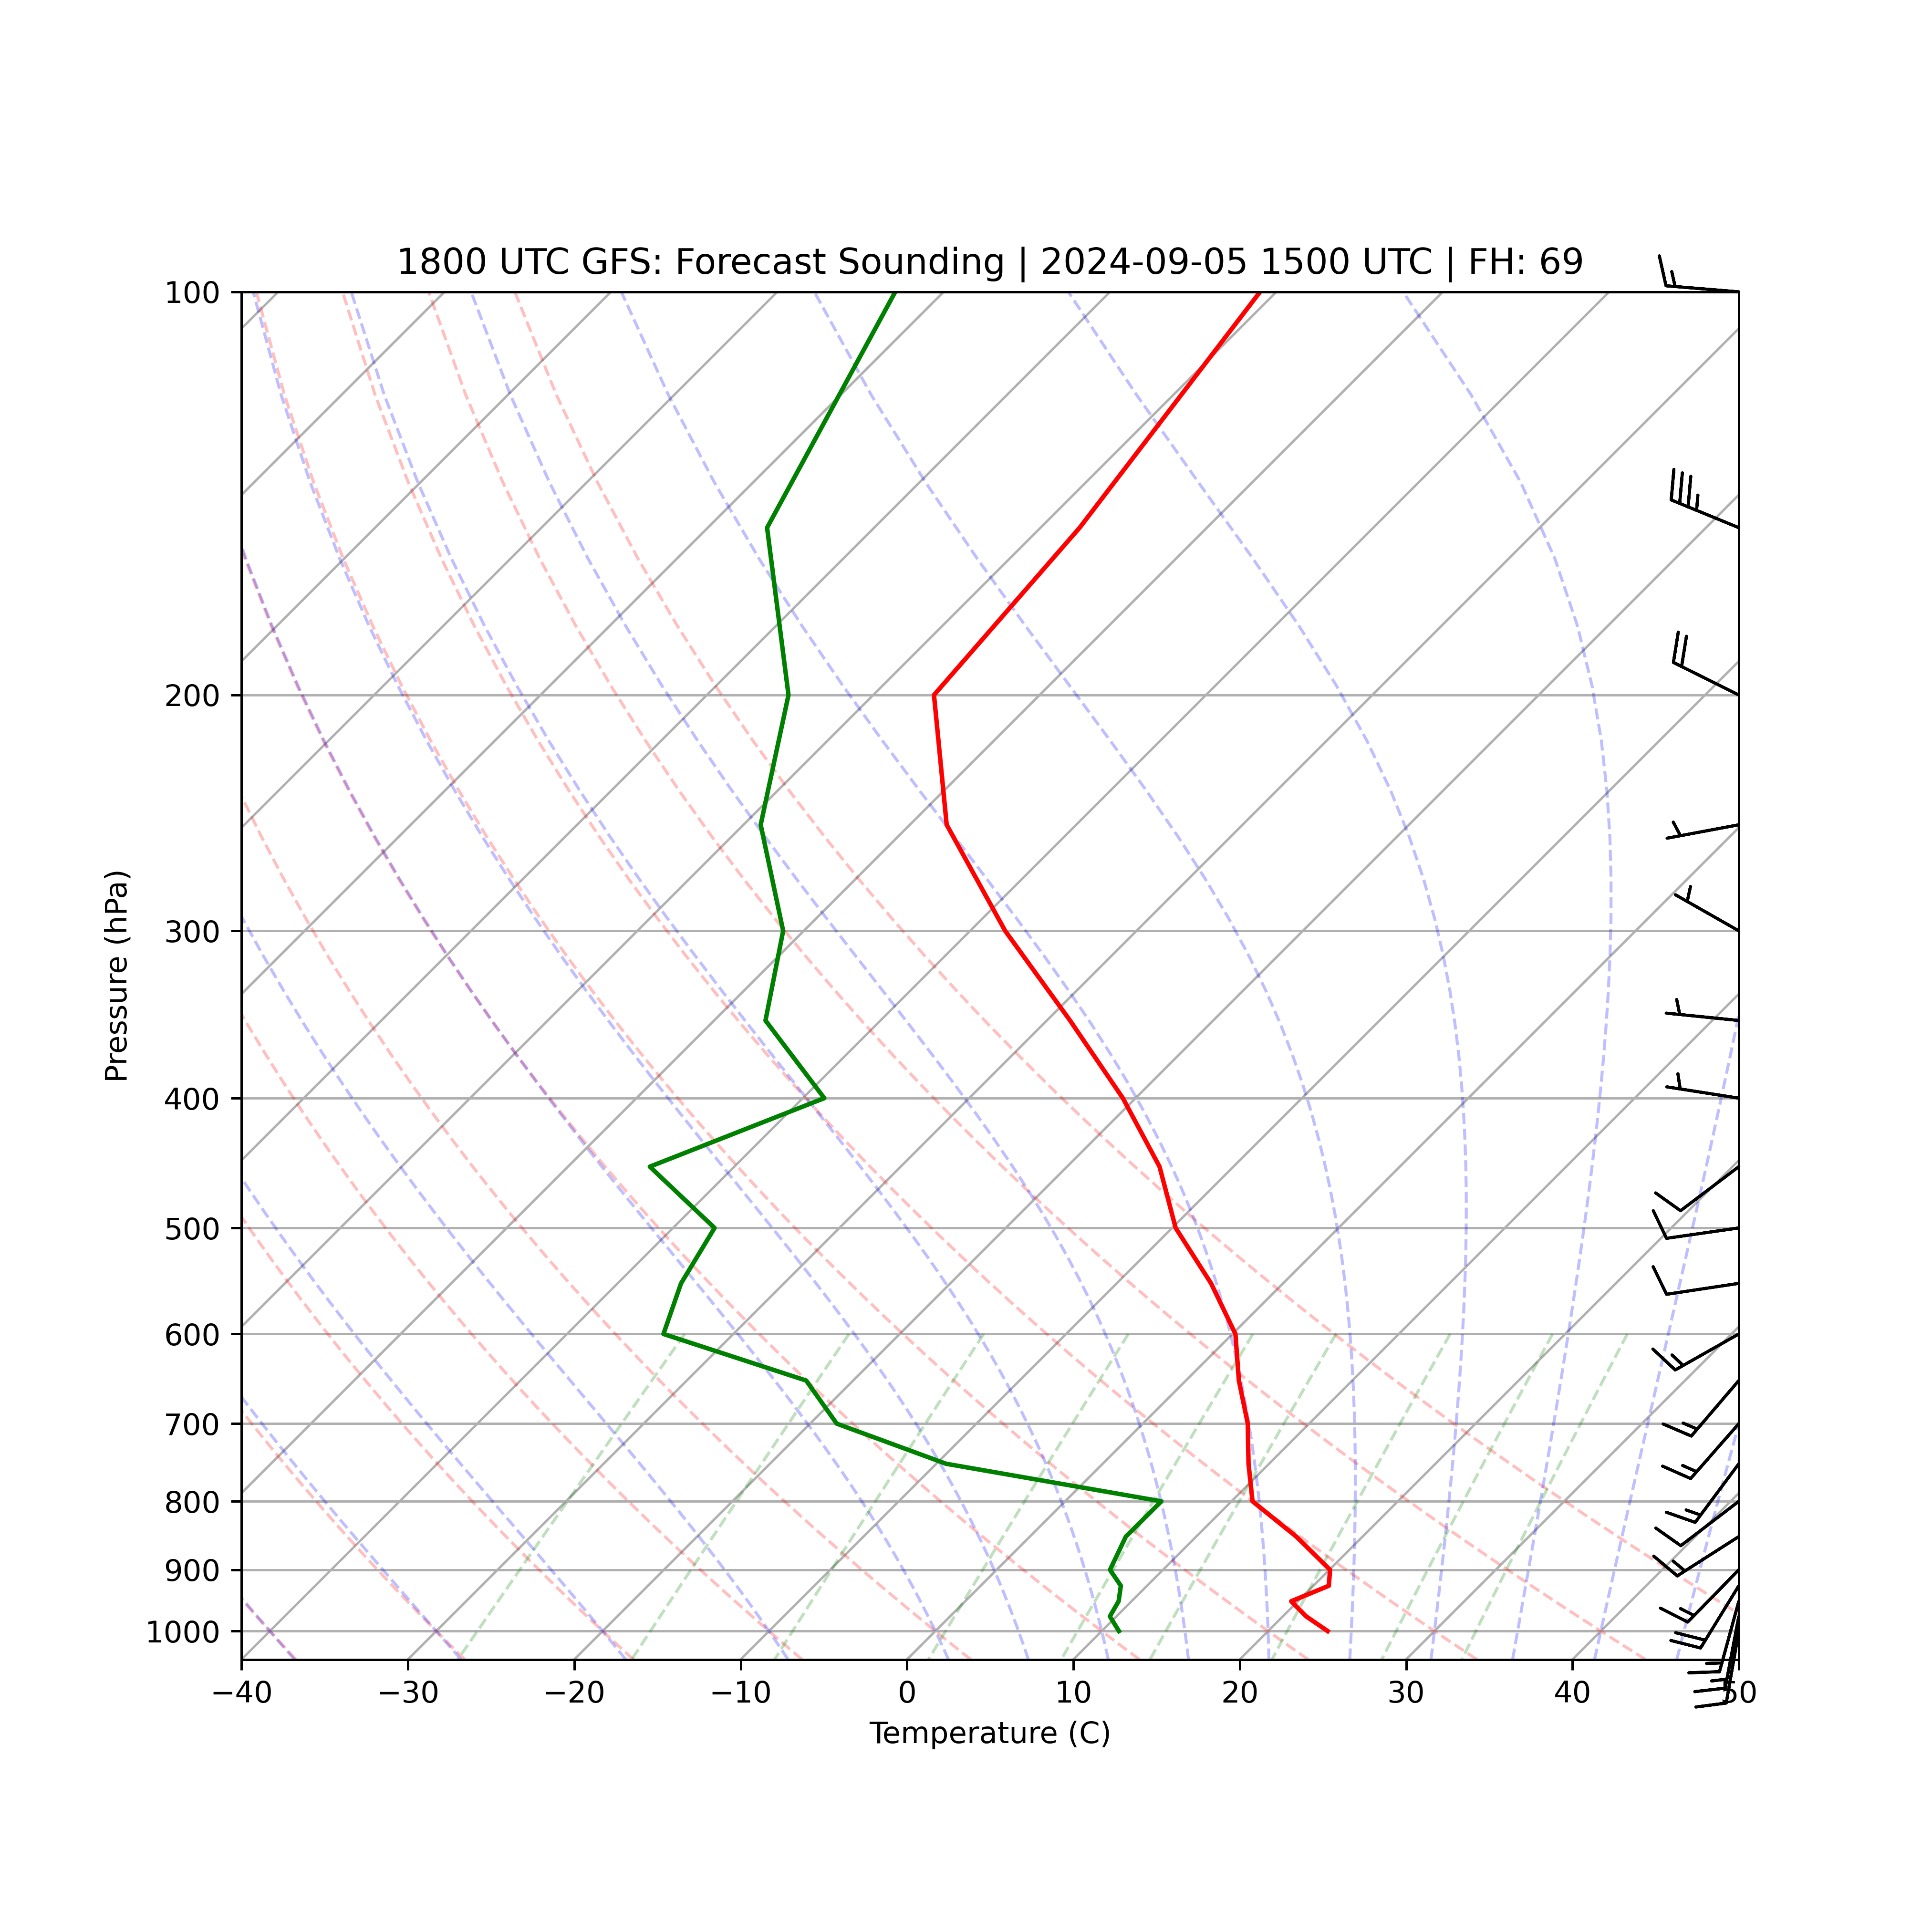 1800 UTC GFS: Forecast Sounding | 2024-09-05 1500 UTC | FH: 69
100
200
300
400
500
600
700
800
900
1000
Pressure (hPa)
−40 −30 −20 −10 0 10 20 30 40 50
Temperature (C)